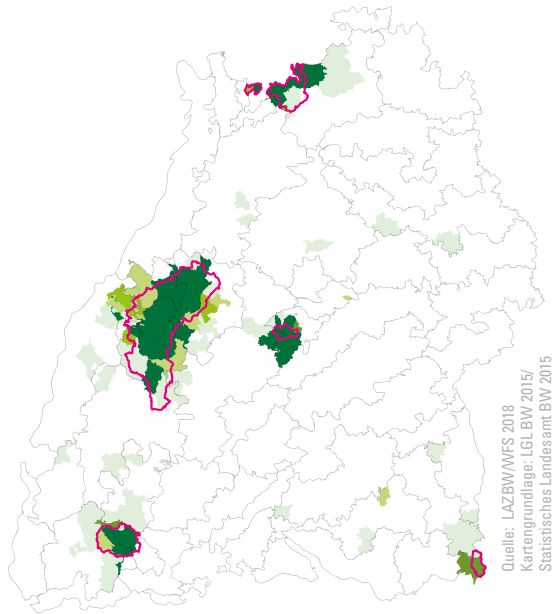 Quelle: LAZBW/WFS 2018
Kartengrundlage: LGL BW 2015/
Statistisches Landesamt BW 2015